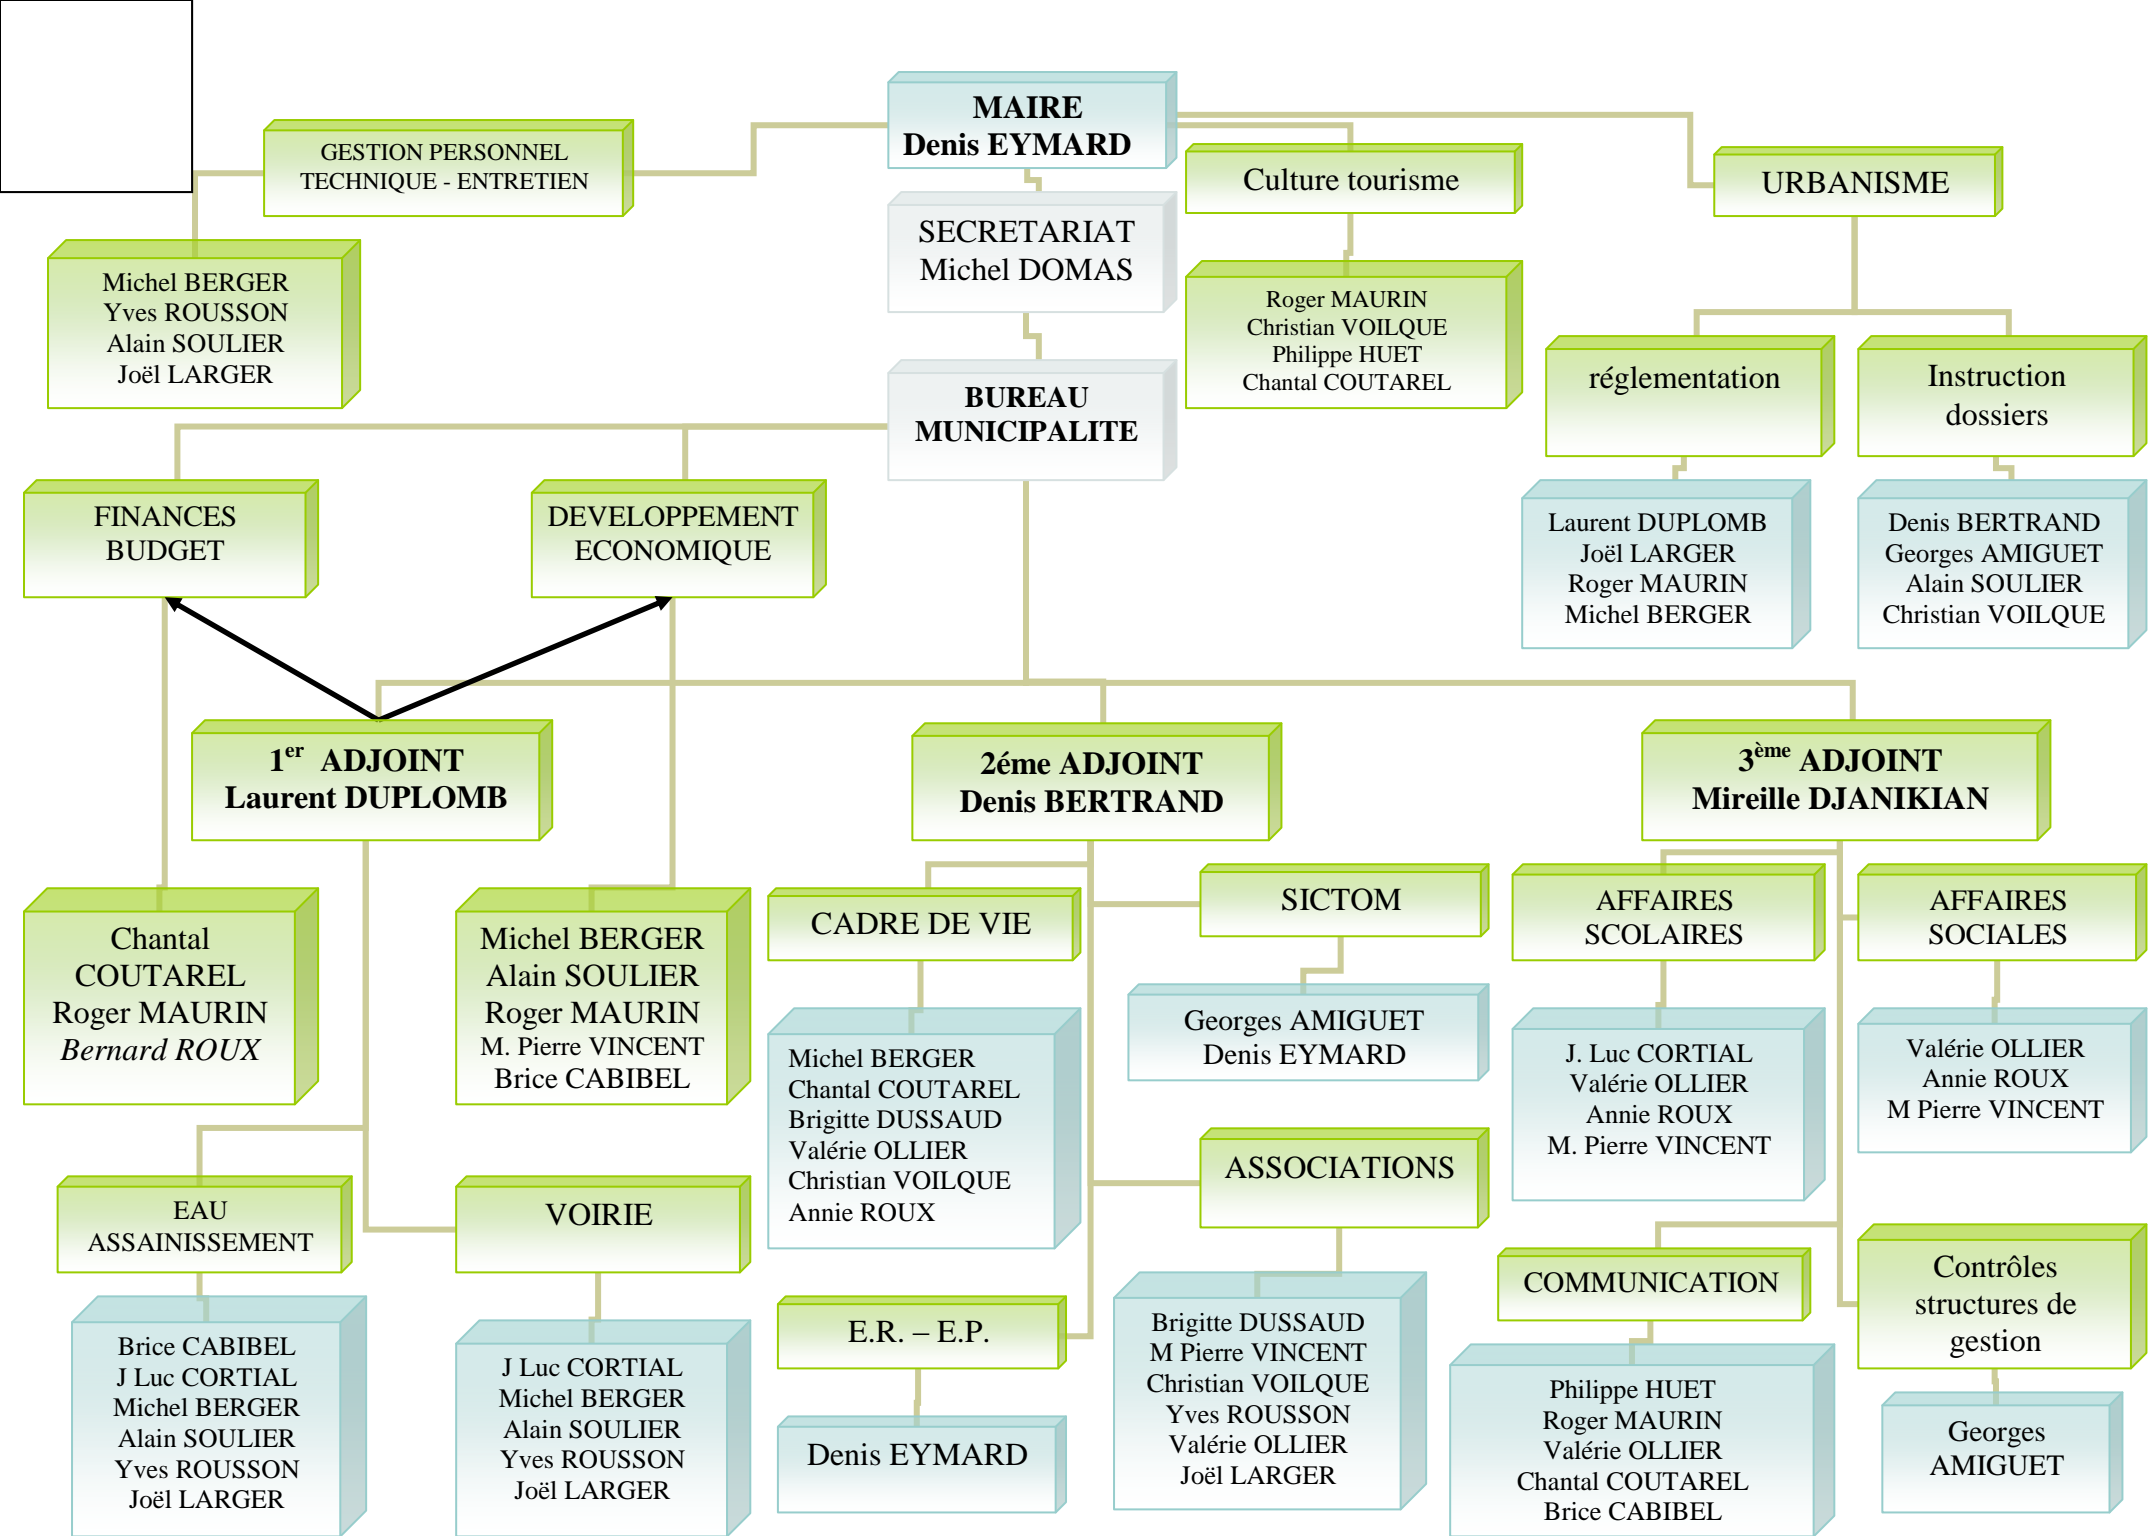 MAIRE
Denis EYMARD
GESTION PERSONNEL
TECHNIQUE - ENTRETIEN
Culture tourisme
URBANISME
SECRETARIAT
Michel DOMAS
Michel BERGER
Yves ROUSSON
Alain SOULIER
Joël LARGER
Roger MAURIN
Christian VOILQUE
Philippe HUET
Chantal COUTAREL
BUREAU
MUNICIPALITE
réglementation
Instruction
dossiers
FINANCES
BUDGET
DEVELOPPEMENT
ECONOMIQUE
Laurent DUPLOMB
Joël LARGER
Roger MAURIN
Michel BERGER
Denis BERTRAND
Georges AMIGUET
Alain SOULIER
Christian VOILQUE
1er ADJOINT
Laurent DUPLOMB
2éme ADJOINT
Denis BERTRAND
3ème ADJOINT
Mireille DJANIKIAN
Chantal
COUTAREL
Roger MAURIN
Bernard ROUX
Michel BERGER
Alain SOULIER
Roger MAURIN
M. Pierre VINCENT
Brice CABIBEL
CADRE DE VIE
SICTOM
AFFAIRES
SCOLAIRES
AFFAIRES
SOCIALES
Michel BERGER
Chantal COUTAREL
Brigitte DUSSAUD
Valérie OLLIER
Christian VOILQUE
Annie ROUX
Georges AMIGUET
Denis EYMARD
J. Luc CORTIAL
Valérie OLLIER
Annie ROUX
M. Pierre VINCENT
Valérie OLLIER
Annie ROUX
M Pierre VINCENT
EAU
ASSAINISSEMENT
VOIRIE
ASSOCIATIONS
COMMUNICATION
Contrôles
structures de
gestion
E.R. – E.P.
Brice CABIBEL
J Luc CORTIAL
Michel BERGER
Alain SOULIER
Yves ROUSSON
Joël LARGER
J Luc CORTIAL
Michel BERGER
Alain SOULIER
Yves ROUSSON
Joël LARGER
Denis EYMARD
Brigitte DUSSAUD
M Pierre VINCENT
Christian VOILQUE
Yves ROUSSON
Valérie OLLIER
Joël LARGER
Philippe HUET
Roger MAURIN
Valérie OLLIER
Chantal COUTAREL
Brice CABIBEL
Georges
AMIGUET